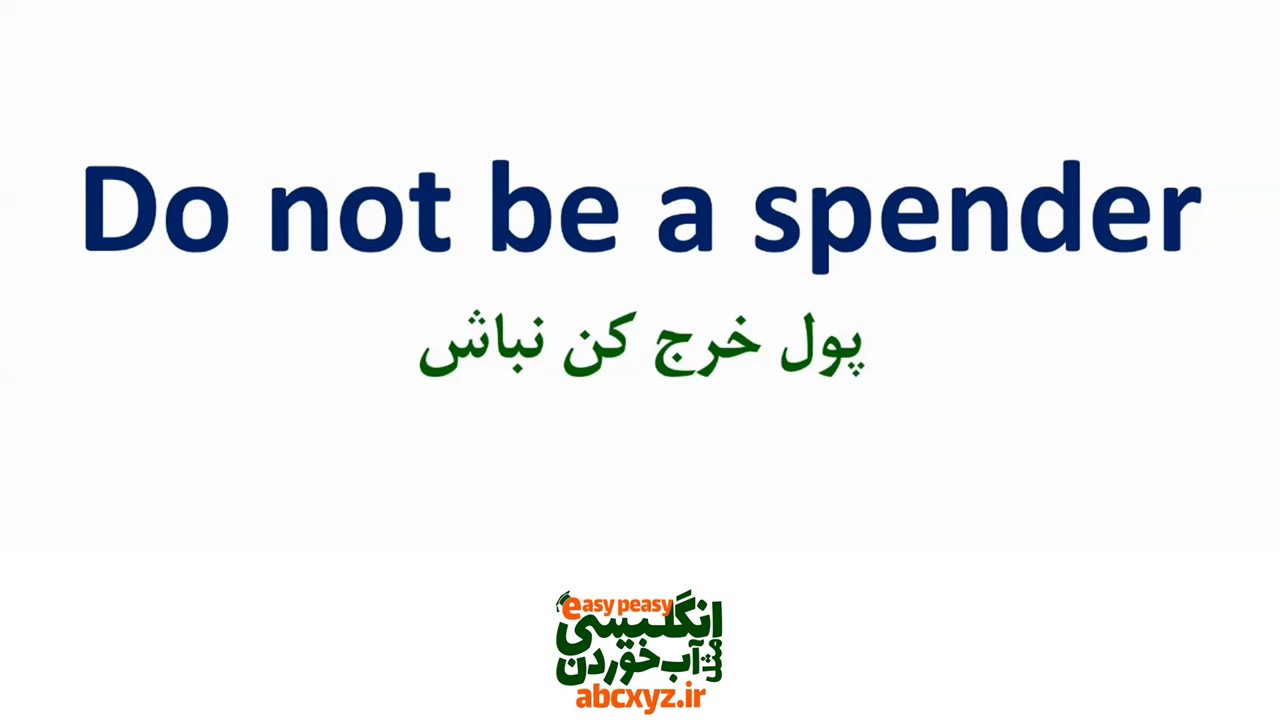 Do not be a spender
پول خرج کن نباش
easy peasy
انگلیسی
مثل آب خوردن
abcxyz.ir